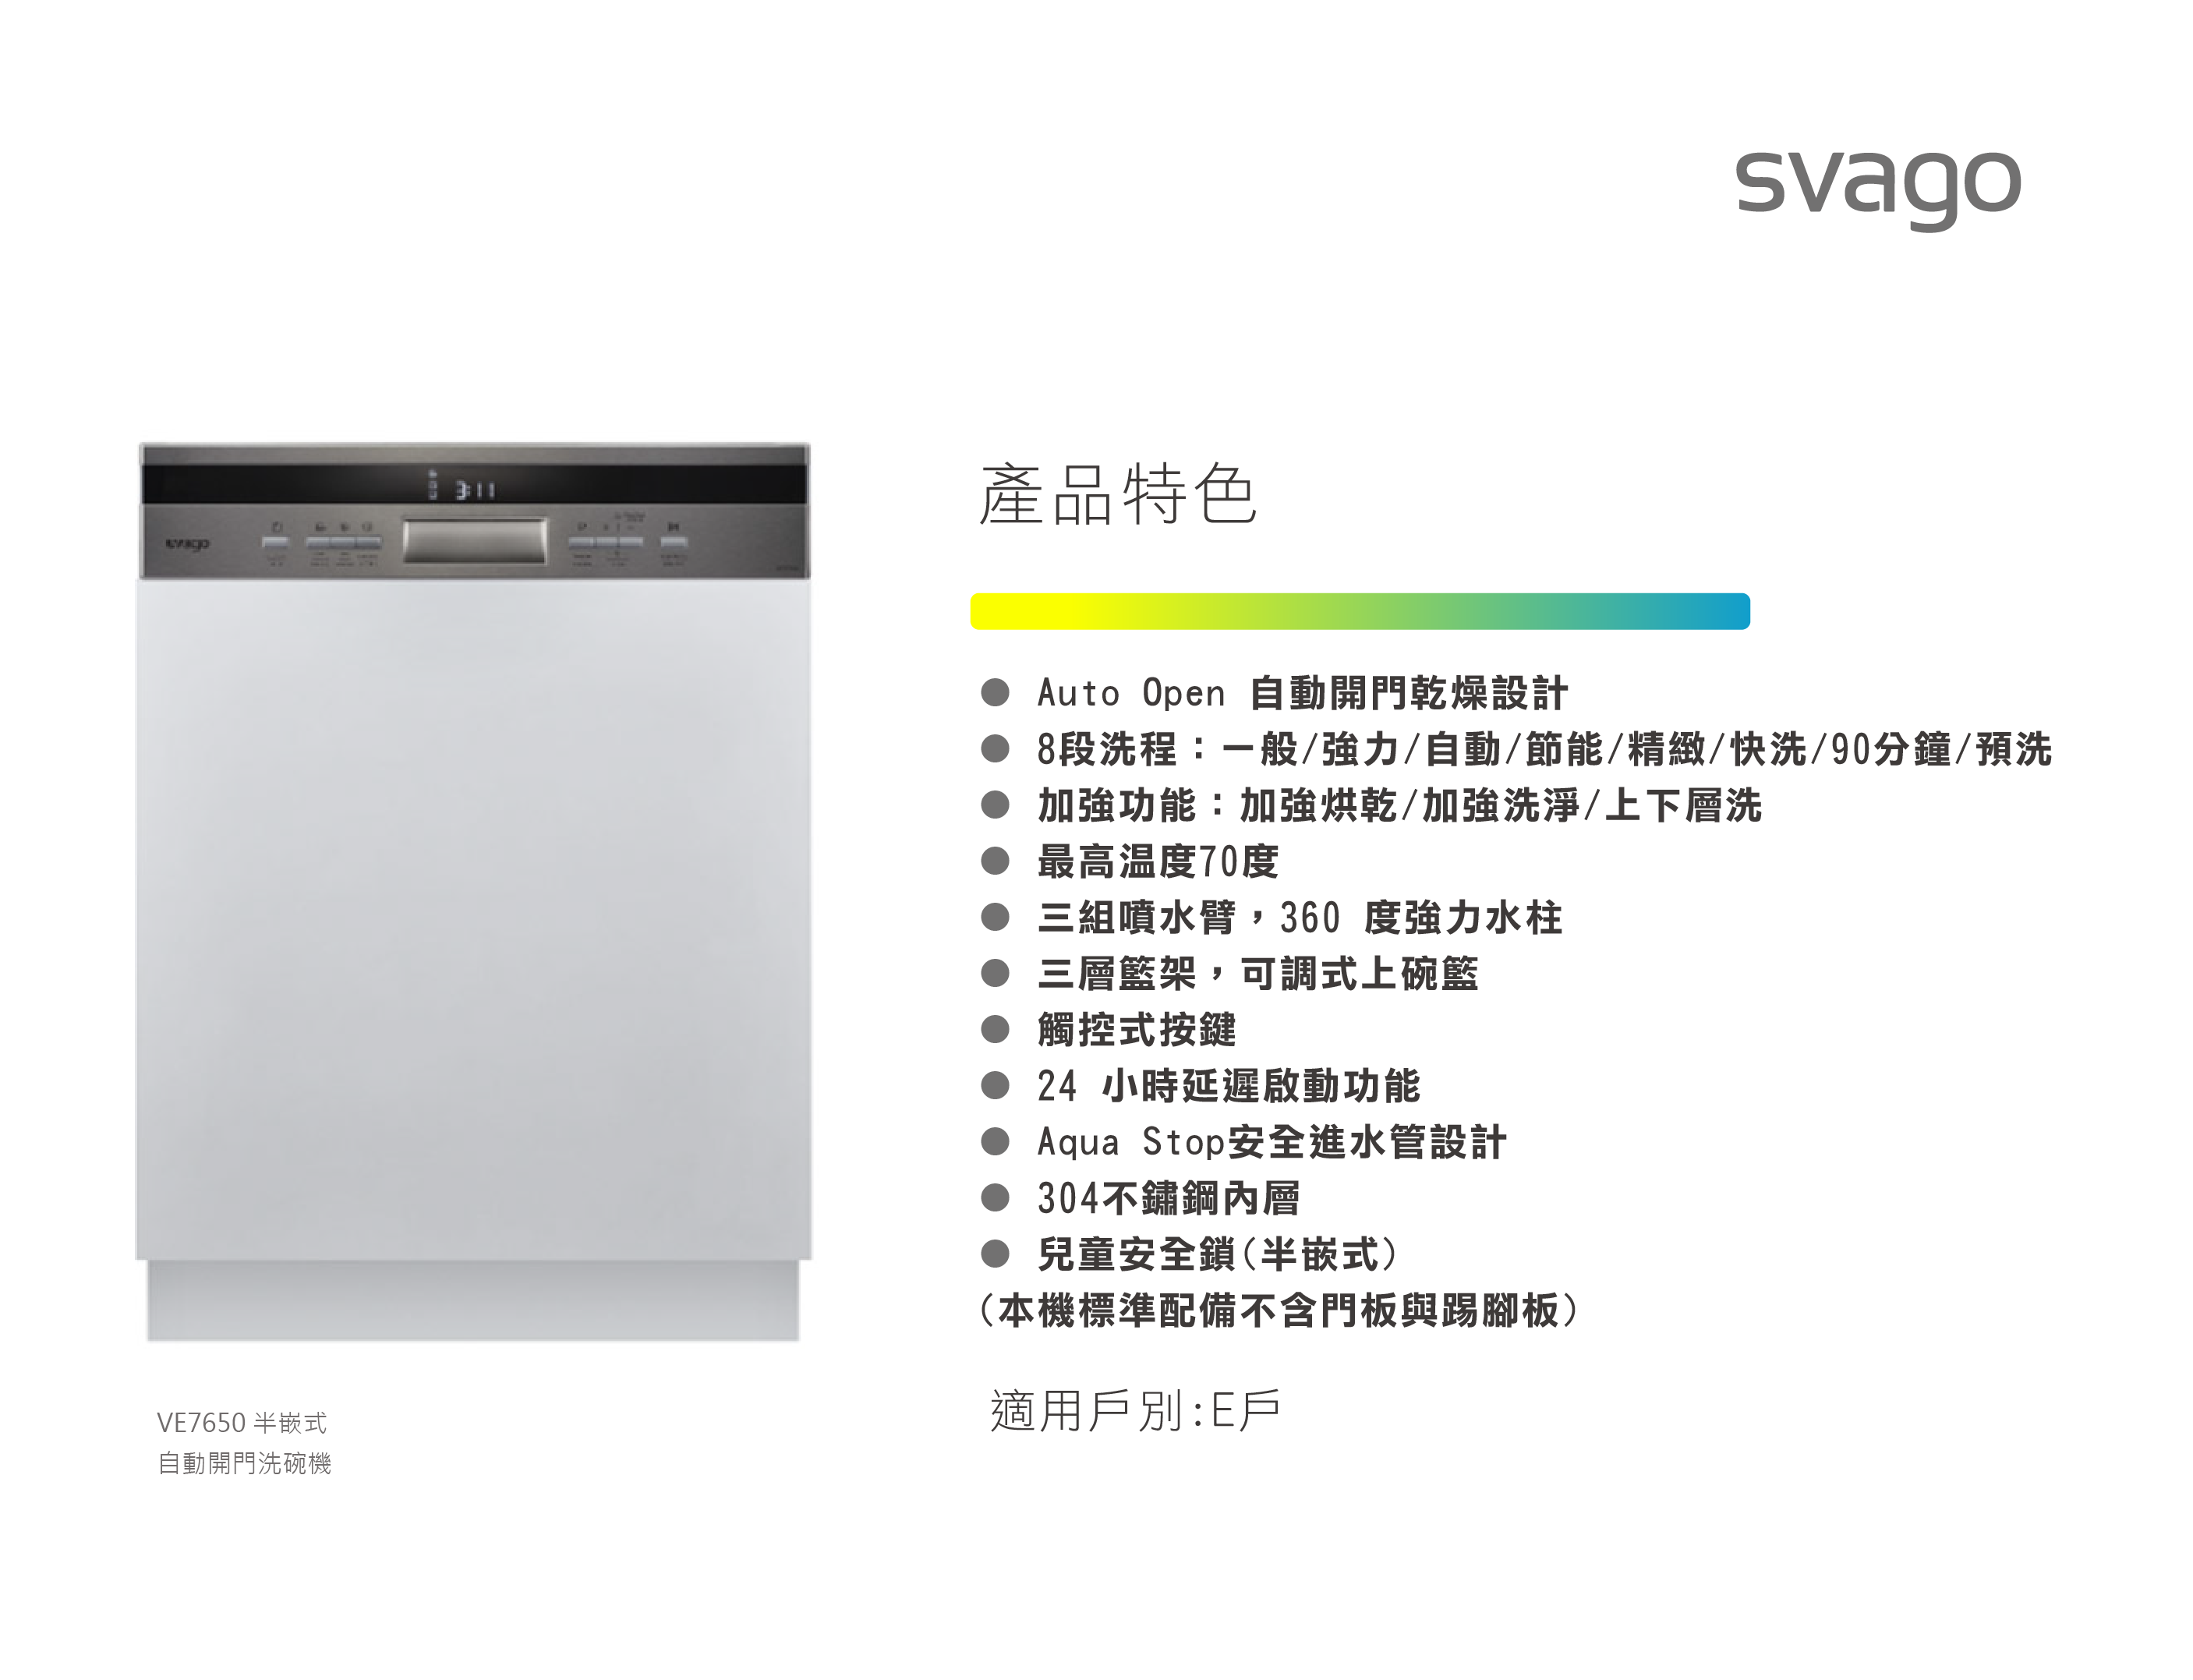 svago
3:11
svago
產品特色
● Auto Open 自動開門乾燥設計
● 8段洗程：一般/強力/自動/節能/精緻/快洗/90分鐘/預洗
● 加強功能：加強烘乾/加強洗淨/上下層洗
● 最高溫度70度
● 三組噴水臂，360 度強力水柱
● 三層籃架，可調式上碗籃
● 觸控式按鍵
● 24 小時延遲啟動功能
● Aqua Stop安全進水管設計
● 304不鏽鋼內層
● 兒童安全鎖(半嵌式)
(本機標準配備不含門板與踢腳板)
適用戶別:E戶
VE7650 半嵌式
自動開門洗碗機